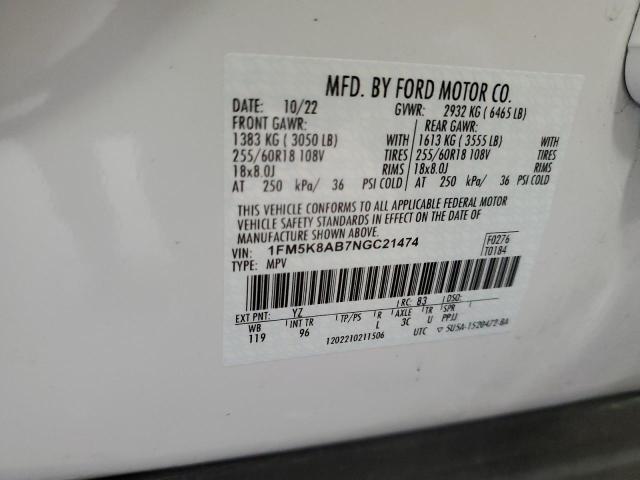 MFD. BY FORD MOTOR CO.
DATE: 10/22 GVWR: 2932 KG ( 6465 LB)
FRONT GAWR: REAR GAWR:
1383 KG ( 3050 LB) WITH 1613 KG ( 3555 LB) WITH
255/60R18 108V TIRES 255/60R18 108V TIRES
18x8.0J RIMS 18x8.0J RIMS
AT 250 kPa/ 36 PSI COLD AT 250 kPa/ 36 PSI COLD
THIS VEHICLE CONFORMS TO ALL APPLICABLE FEDERAL MOTOR
VEHICLE SAFETY STANDARDS IN EFFECT ON THE DATE OF
MANUFACTURE SHOWN ABOVE.
VIN: 1FM5K8AB7NGC21474 F0276
TYPE: MPV T0184
EXT PNT: YZ RC: 83 DSO:
WB INT TR TP/PS R AXLE TR SPR
119 96 L 3C U PPJJ
1202210211506 UTC ▽ 5U5A-1520472-BA